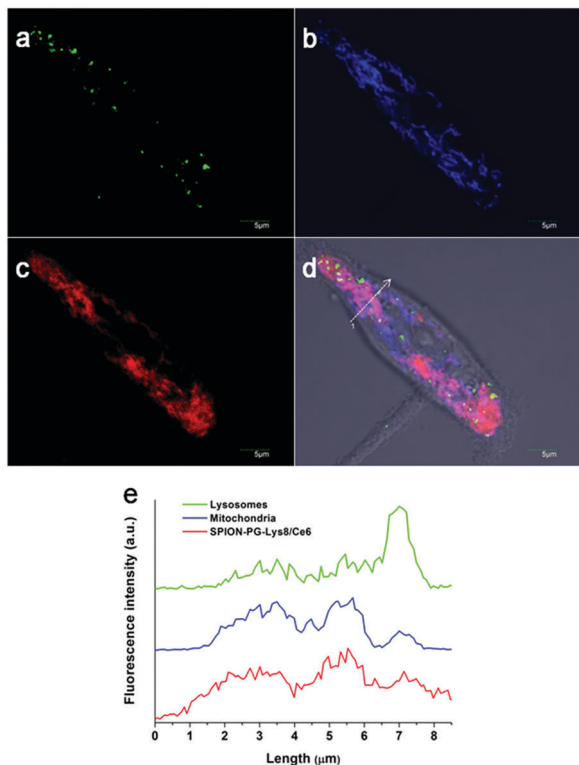 a
b
5μm
5μm
c
d
1
5μm
5μm
e
Lysosomes
Mitochondria
SPION-PG-Lys8/Ce6
Fluorescence intensity (a.u.)
0 1 2 3 4 5 6 7 8
Length (μm)